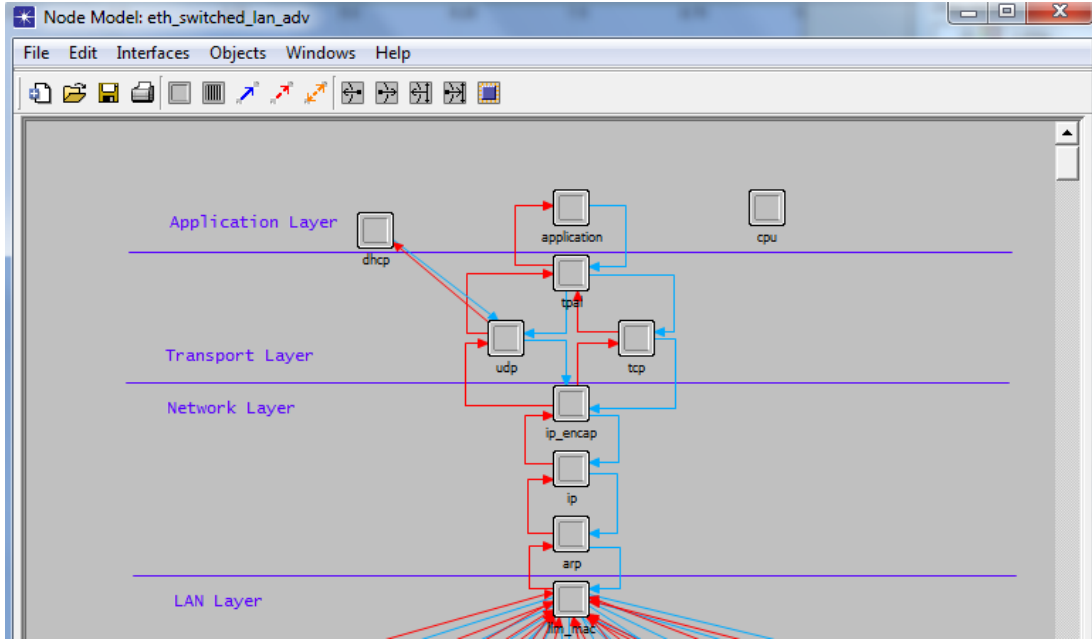 Node Model: eth_switched_lan_adv
File Edit Interfaces Objects Windows Help
Application Layer
application
cpu
dhcp
tpal
Transport Layer
udp
tcp
Network Layer
ip_encap
ip
arp
LAN Layer